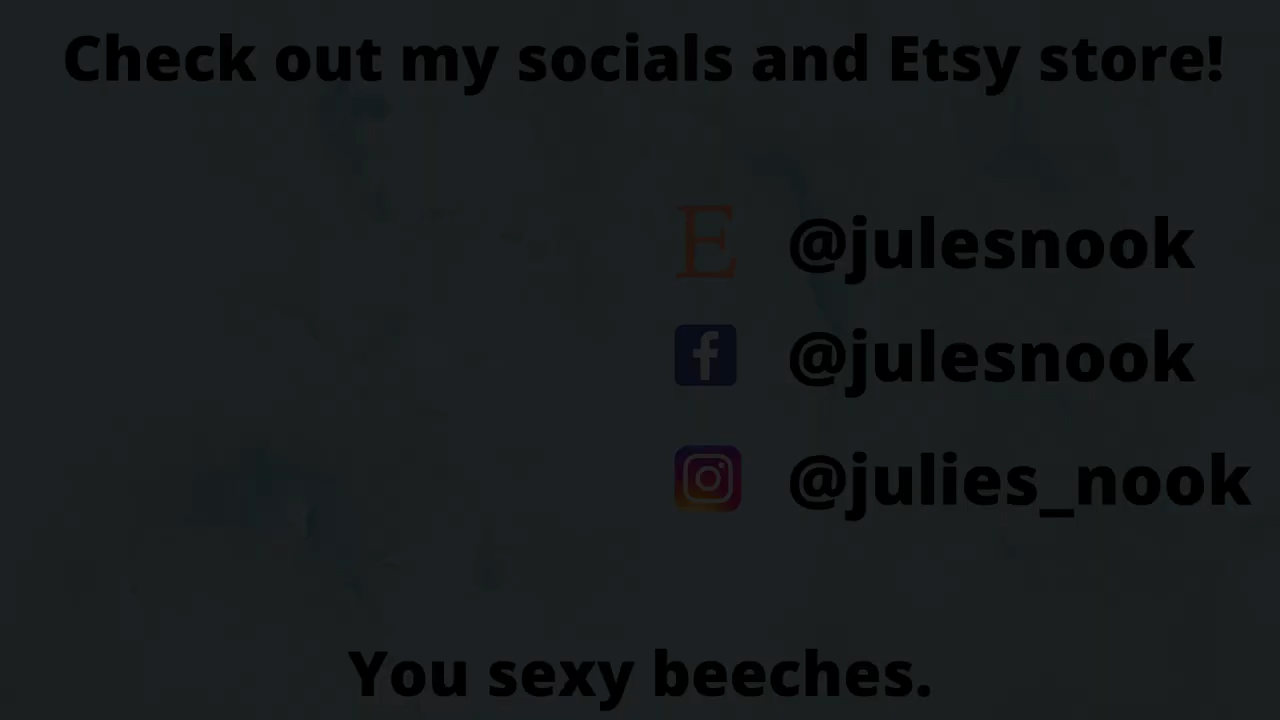 Check out my socials and Etsy store!
E @julesnook
f @julesnook
@julies_nook
You sexy beeches.